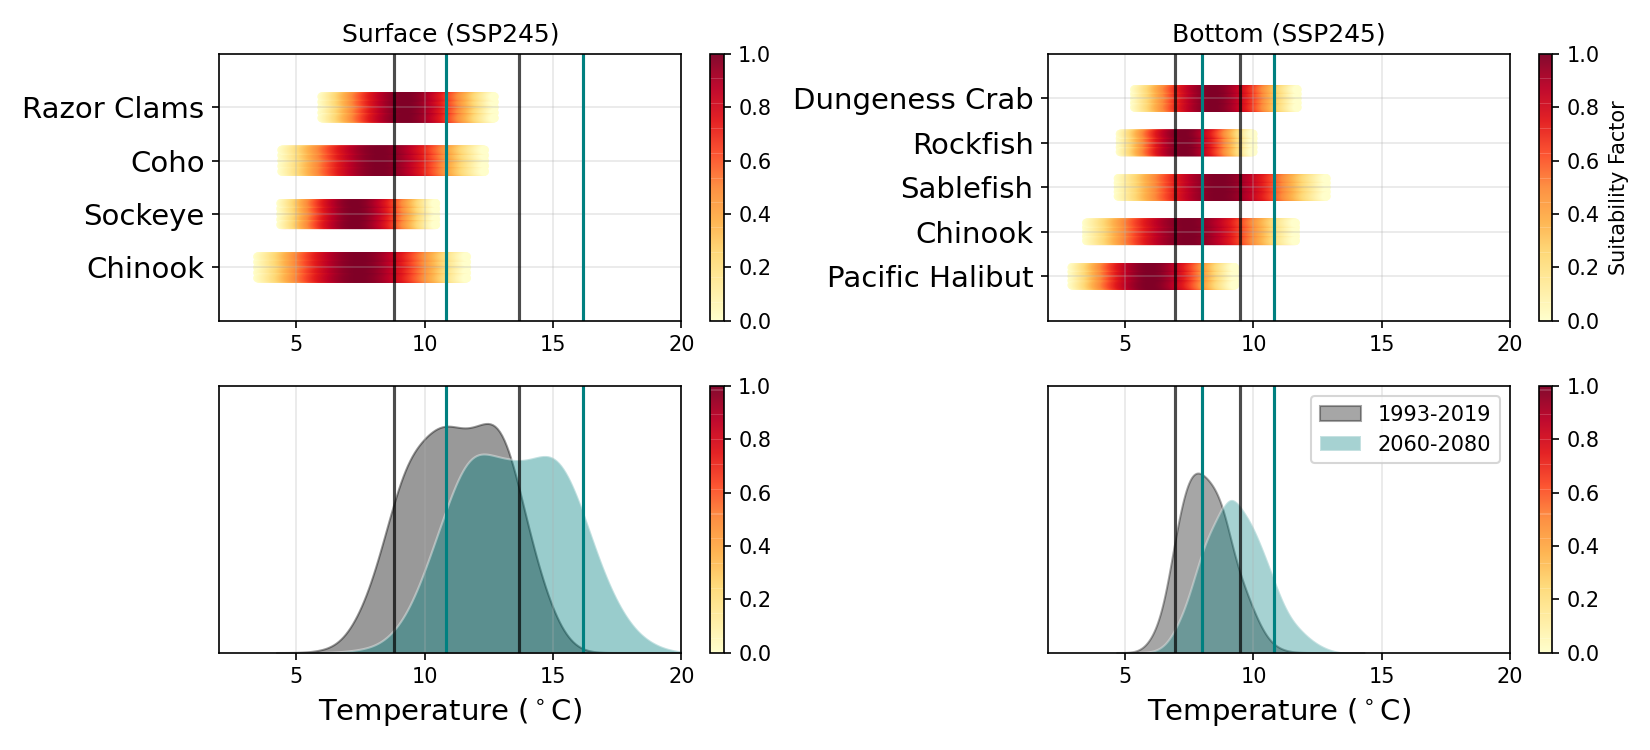 Surface (SSP245)
Razor Clams
Coho
Sockeye
Chinook
5 10 15 20
1.0
0.8
0.6
0.4
0.2
0.0
Bottom (SSP245)
Dungeness Crab
Rockfish
Sablefish
Chinook
Pacific Halibut
5 10 15 20
1.0
0.8
0.6
0.4
0.2
0.0
Suitability Factor
5 10 15 20
Temperature (°C)
1.0
0.8
0.6
0.4
0.2
0.0
1993-2019
2060-2080
5 10 15 20
Temperature (°C)
1.0
0.8
0.6
0.4
0.2
0.0